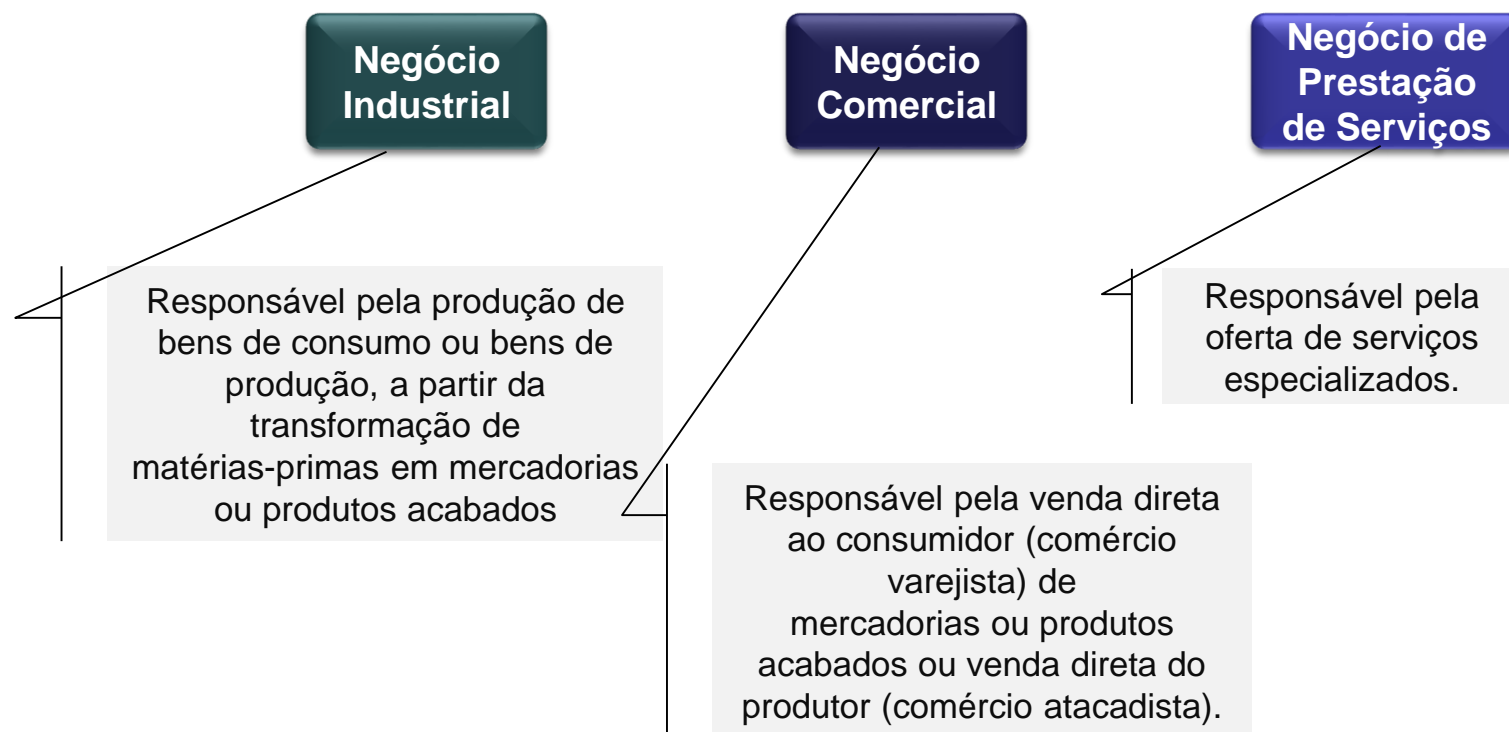 Negócio
Industrial
Negócio
Comercial
Negócio de
Prestação
de Serviços
Responsável pela produção de
bens de consumo ou bens de
produção, a partir da
transformação de
matérias-primas em mercadorias
ou produtos acabados
Responsável pela venda direta
ao consumidor (comércio
varejista) de
mercadorias ou produtos
acabados ou venda direta do
produtor (comércio atacadista).
Responsável pela
oferta de serviços
especializados.